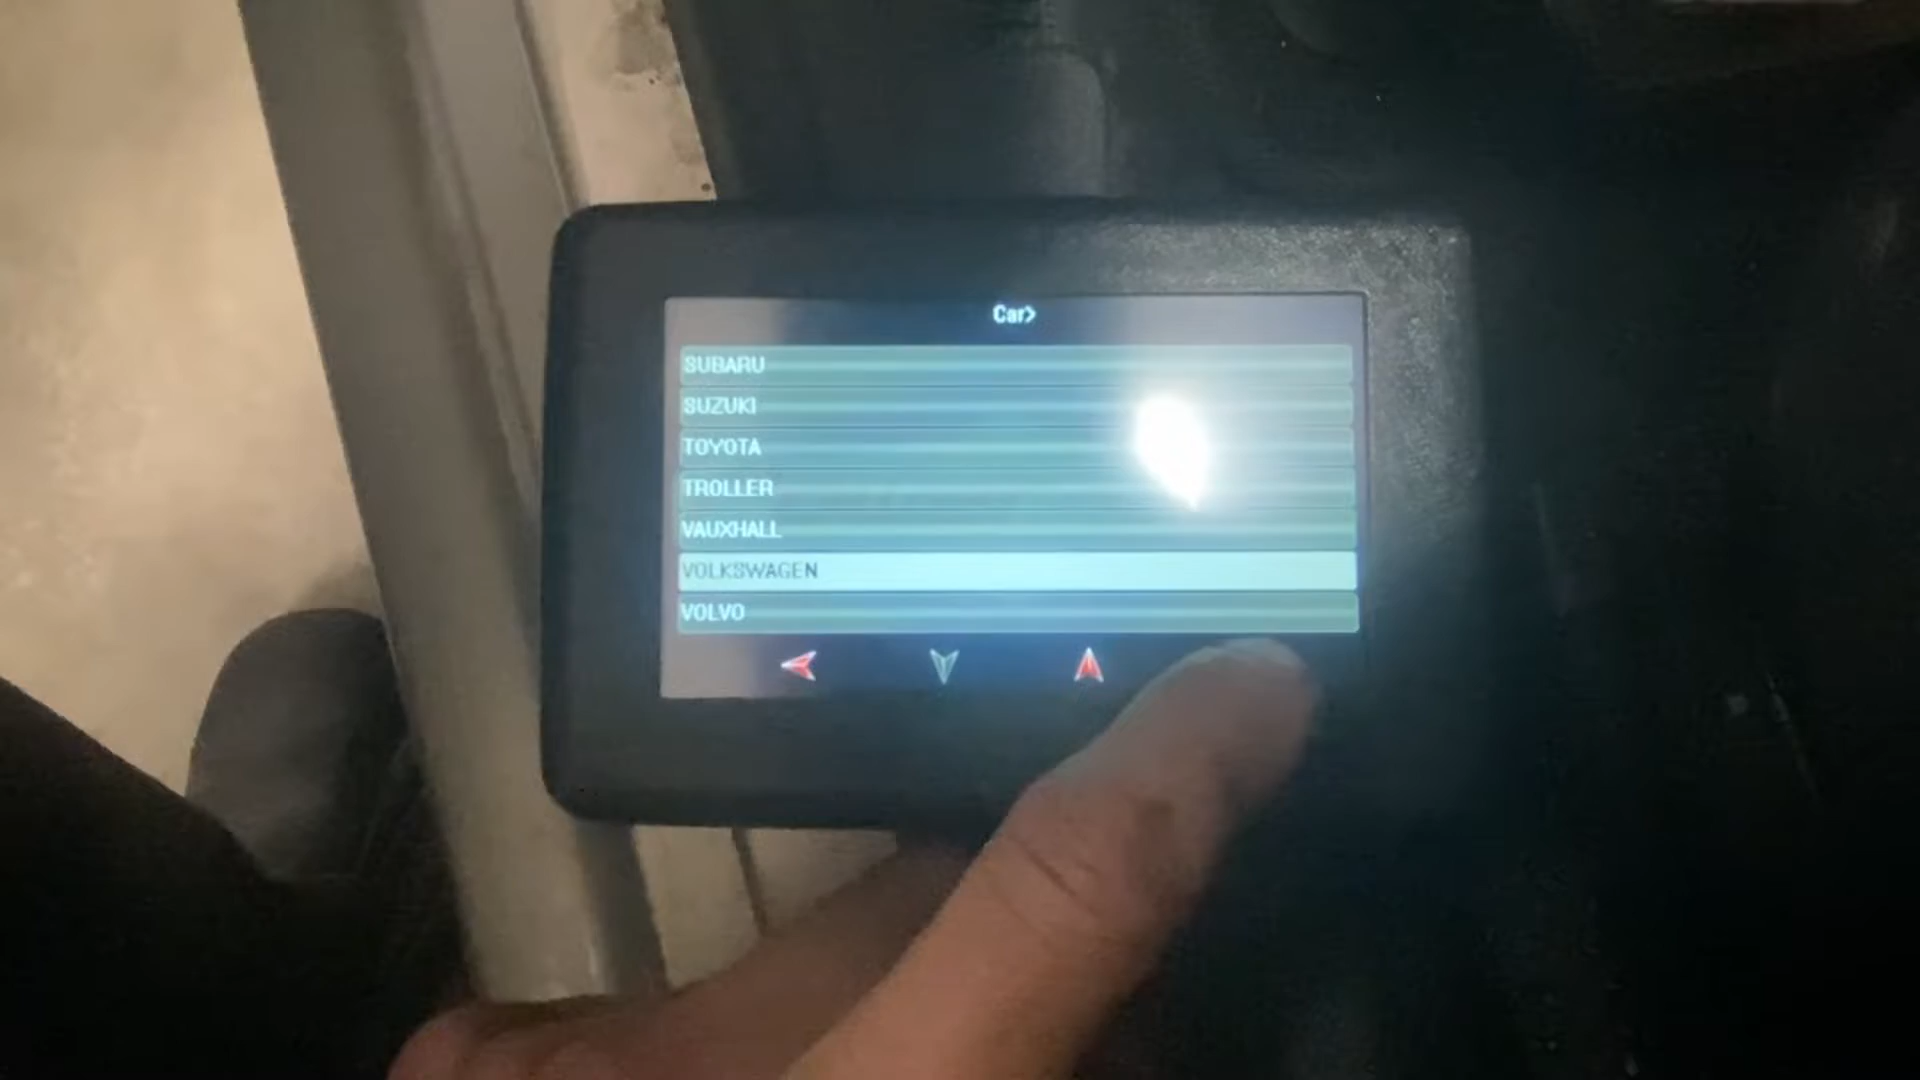 Car>
SUBARU
SUZUKI
TOYOTA
TROLLER
VAUXHALL
VOLKSWAGEN
VOLVO